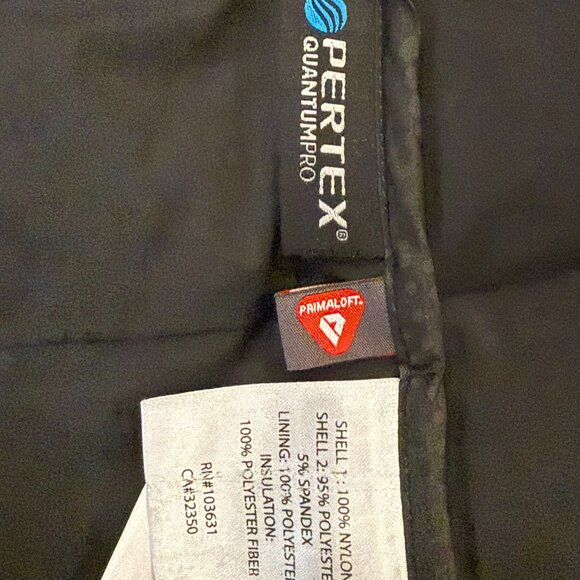 PERTEX®
QUANTUMPRO
PRIMALOFT
SHELL 1: 100% NYLON
SHELL 2: 95% POLYESTER
5% SPANDEX
LINING: 100% POLYESTER
INSULATION:
100% POLYESTER FIBER
RN#103631
CA#32350